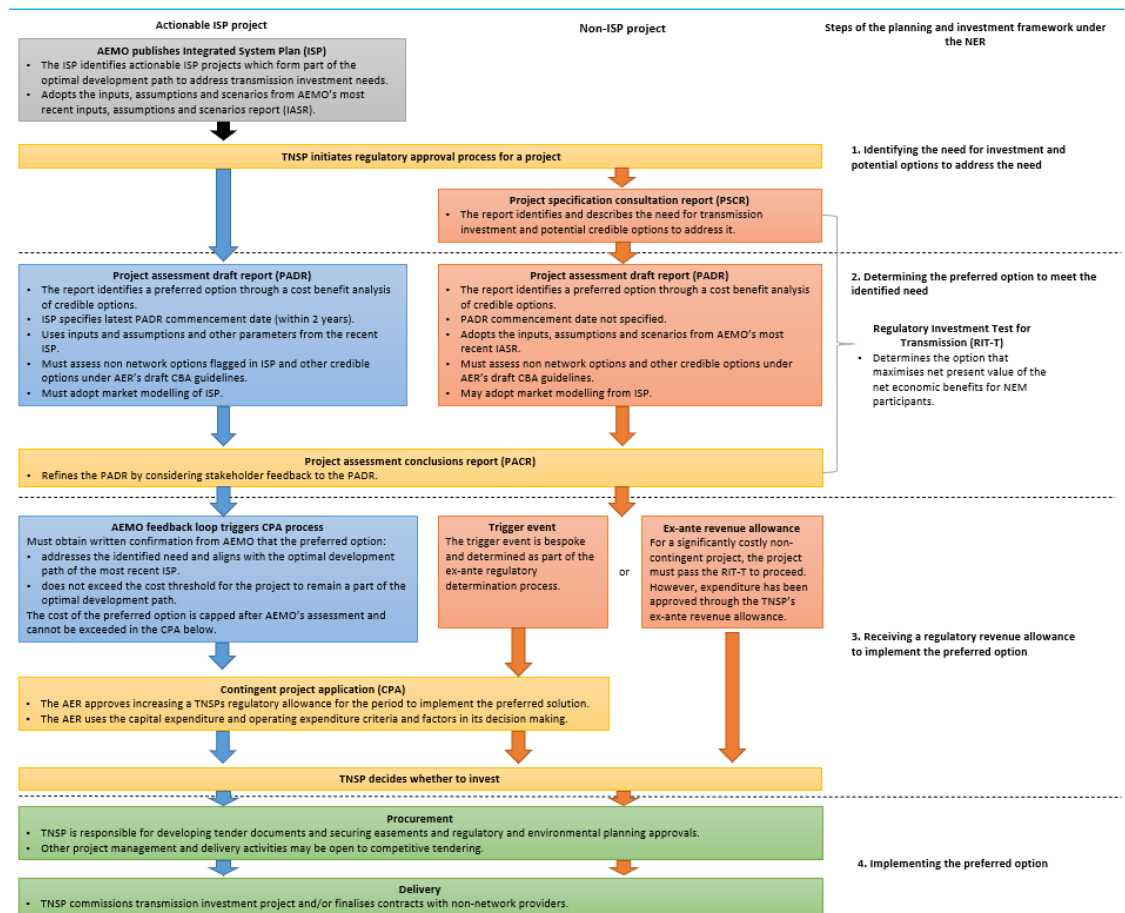 Actionable ISP project
Non-ISP project
Steps of the planning and investment framework under
the NER
AEMO publishes Integrated System Plan (ISP)
• The ISP identifies actionable ISP projects which form part of the
optimal development path to address transmission investment needs.
• Adopts the inputs, assumptions and scenarios from AEMO's most
recent inputs, assumptions and scenarios report (IASR).
TNSP initiates regulatory approval process for a project
1. Identifying the need for investment and
potential options to address the need
Project specification consultation report (PSCR)
• The report identifies and describes the need for transmission
investment and potential credible options to address it.
Project assessment draft report (PADR)
• The report identifies a preferred option through a cost benefit analysis
of credible options.
• ISP specifies latest PADR commencement date (within 2 years).
• Uses inputs and assumptions and other parameters from the recent
ISP.
• Must assess non network options flagged in ISP and other credible
options under AER's draft CBA guidelines.
• Must adopt market modelling of ISP.
Project assessment draft report (PADR)
• The report identifies a preferred option through a cost benefit analysis
of credible options.
• PADR commencement date not specified.
• Adopts the inputs, assumptions and scenarios from AEMO's most
recent IASR.
• Must assess non network options and other credible options under
AER's draft CBA guidelines.
• May adopt market modelling from ISP.
2. Determining the preferred option to meet the
identified need
Regulatory Investment Test for
Transmission (RIT-T)
• Determines the option that
maximises net present value of the
net economic benefits for NEM
participants.
Project assessment conclusions report (PACR)
• Refines the PADR by considering stakeholder feedback to the PADR.
AEMO feedback loop triggers CPA process
Must obtain written confirmation from AEMO that the preferred option:
• addresses the identified need and aligns with the optimal development
path of the most recent ISP.
• does not exceed the cost threshold for the project to remain a part of the
optimal development path.
The cost of the preferred option is capped after AEMO's assessment and
cannot be exceeded in the CPA below.
Trigger event
The trigger event is bespoke
and determined as part of the
ex-ante regulatory
determination process.
or
Ex-ante revenue allowance
For a significantly costly non-
contingent project, the project
must pass the RIT-T to proceed.
However, expenditure has been
approved through the TNSP's
ex-ante revenue allowance.
3. Receiving a regulatory revenue allowance
to implement the preferred option
Contingent project application (CPA)
• The AER approves increasing a TNSPs regulatory allowance for the period to implement the preferred solution.
• The AER uses the capital expenditure and operating expenditure criteria and factors in its decision making.
TNSP decides whether to invest
Procurement
• TNSP is responsible for developing tender documents and securing easements and regulatory and environmental planning approvals.
• Other project management and delivery activities may be open to competitive tendering.
4. Implementing the preferred option
Delivery
• TNSP commissions transmission investment project and/or finalises contracts with non-network providers.